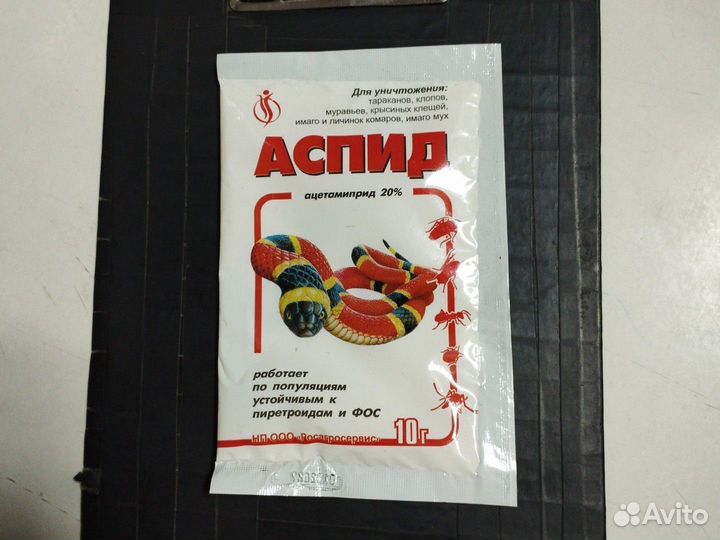 Для уничтожения:
тараканов, клопов,
муравьев, крысиных клещей,
имаго и личинок комаров, имаго мух
АСПИД
ацетамиприд 20%
работает
по популяциям
устойчивым к
пиретроидам и ФОС
НП ООО «Росагросервис» 10 г
Avito